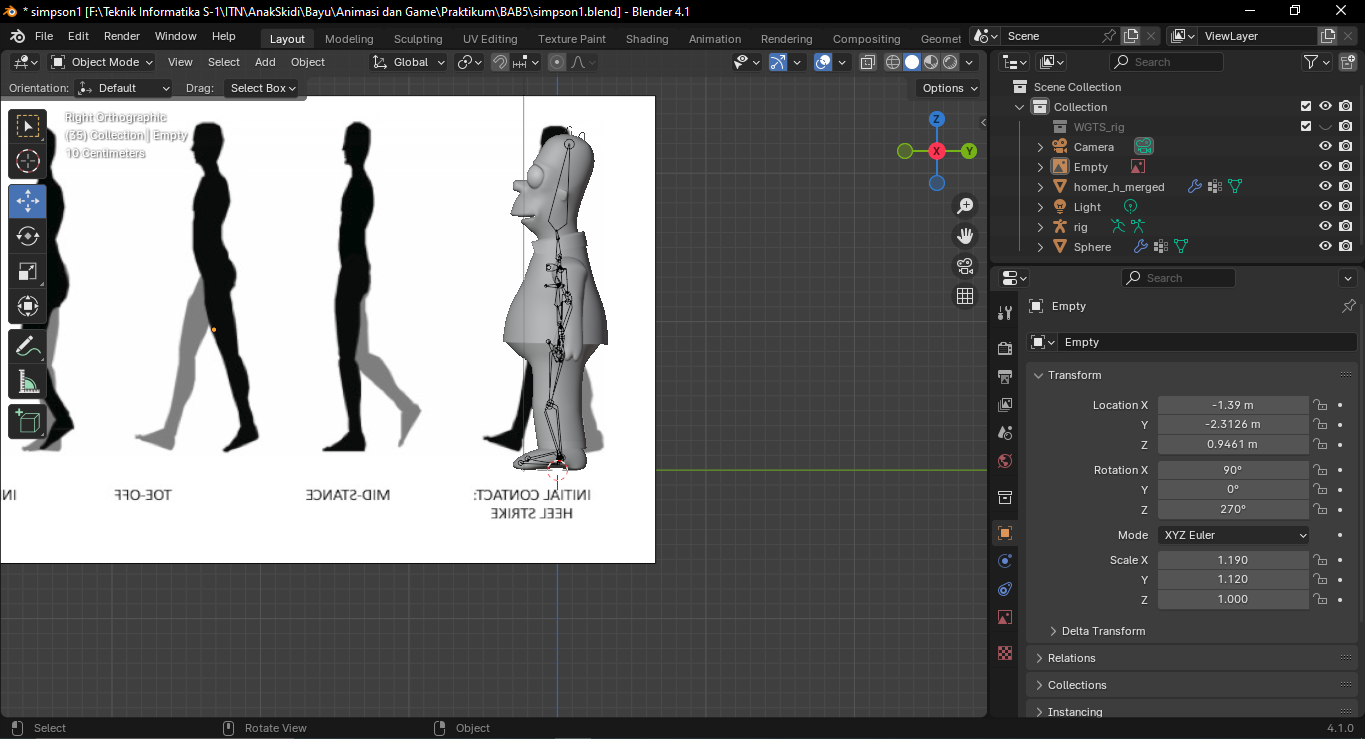 * simpson1 [F:\Teknik Informatika S-1\ITN\AnakSkidi\Bayu\Animasi dan Game\Praktikum\BAB5\simpson1.blend] - Blender 4.1
File Edit Render Window Help Layout Modeling Sculpting UV Editing Texture Paint Shading Animation Rendering Compositing Geomet Scene ViewLayer
Object Mode View Select Add Object Global Search
Orientation: Default Drag: Select Box Options
Right Orthographic
(35) Collection | Empty
10 Centimeters
Z
X
Y
IN
TOE-OFF
MID-STANCE
INITIAL CONTACT:
HEEL STRIKE
Scene Collection
Collection
WGTS_rig
Camera
Empty
homer_h_merged
Light
rig
Sphere
Search
Empty
Empty
Transform
Location X -1.39 m
Y -2.3126 m
Z 0.9461 m
Rotation X 90°
Y 0°
Z 270°
Mode XYZ Euler
Scale X 1.190
Y 1.120
Z 1.000
Delta Transform
Relations
Collections
Instancing
Select Rotate View Object 4.1.0